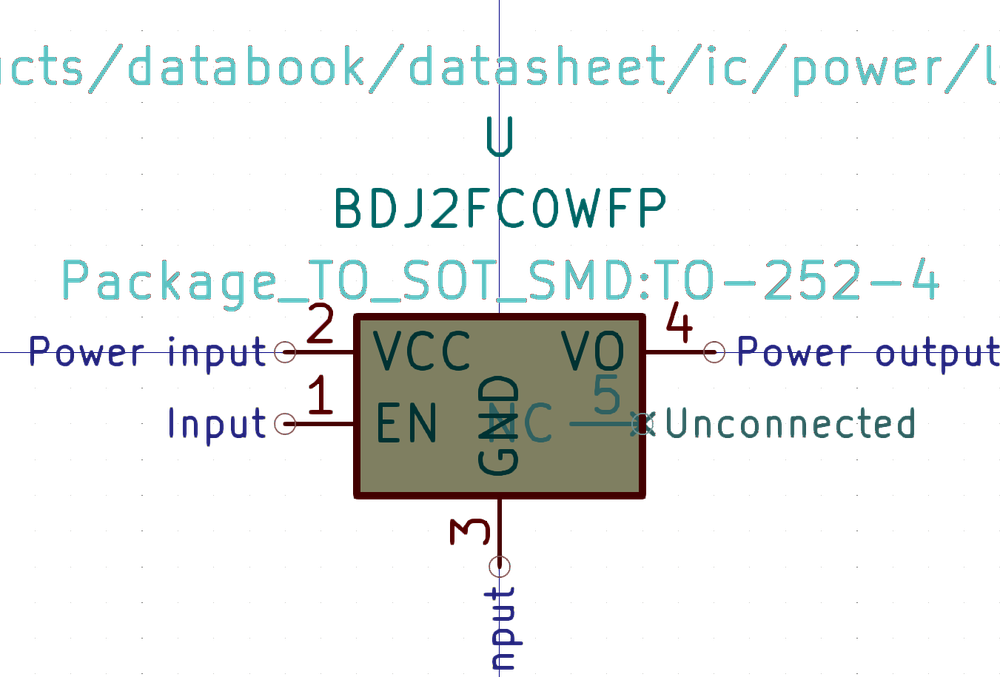 ucts/databook/datasheet/ic/power/l
U
BDJ2FC0WFP
Package_TO_SOT_SMD:TO-252-4
Power input 2 VCC VO 4 Power output
Input 1 EN NC 5 Unconnected
GND
3
nput